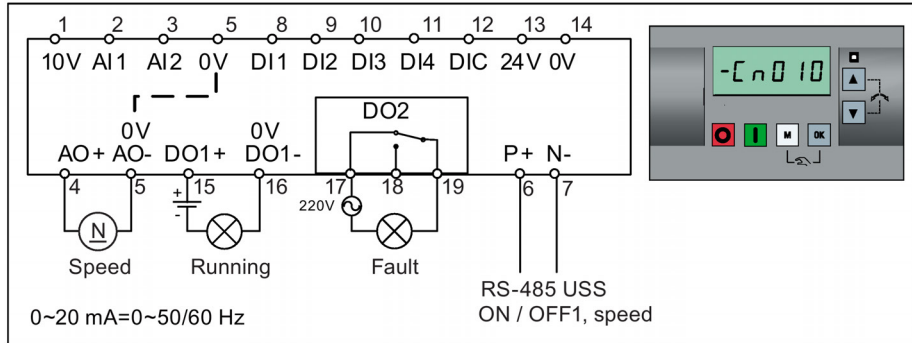 1 2 3 5 8 9 10 11 12 13 14
10V AI1 AI2 0V DI1 DI2 DI3 DI4 DIC 24V 0V
-Cn010
M OK
0V 0V DO2
AO+ AO- DO1+ DO1- P+ N-
4 5 15 16 17 18 19 6 7
+
-
220V
N
Speed Running Fault
RS-485 USS
ON / OFF1, speed
0~20 mA=0~50/60 Hz